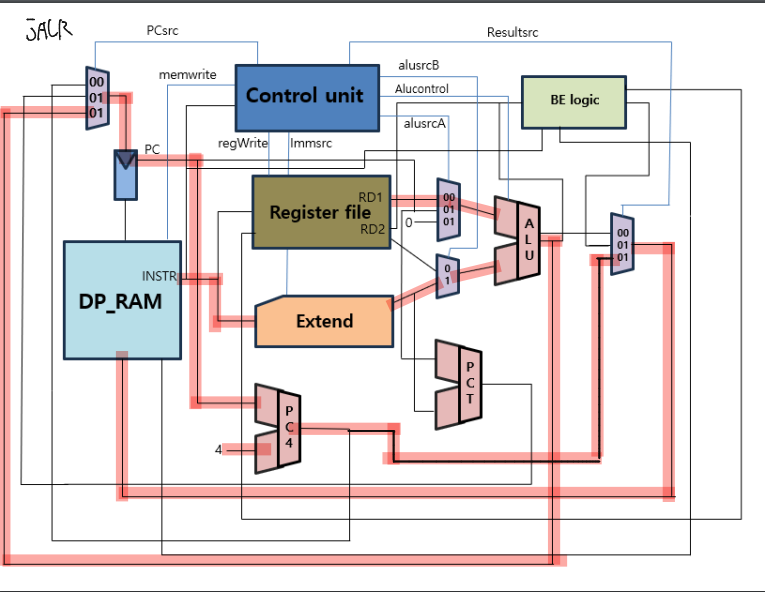 JALR
PCsrc
Resultsrc
alusrcB
memwrite
Alucontrol
alusrcA
Control unit
BE logic
00
01
01
regWrite
Immsrc
PC
Register file
RD1
RD2
00
01
01
0
A
L
U
00
01
01
0
1
INSTR
DP_RAM
Extend
P
C
T
P
C
4
4